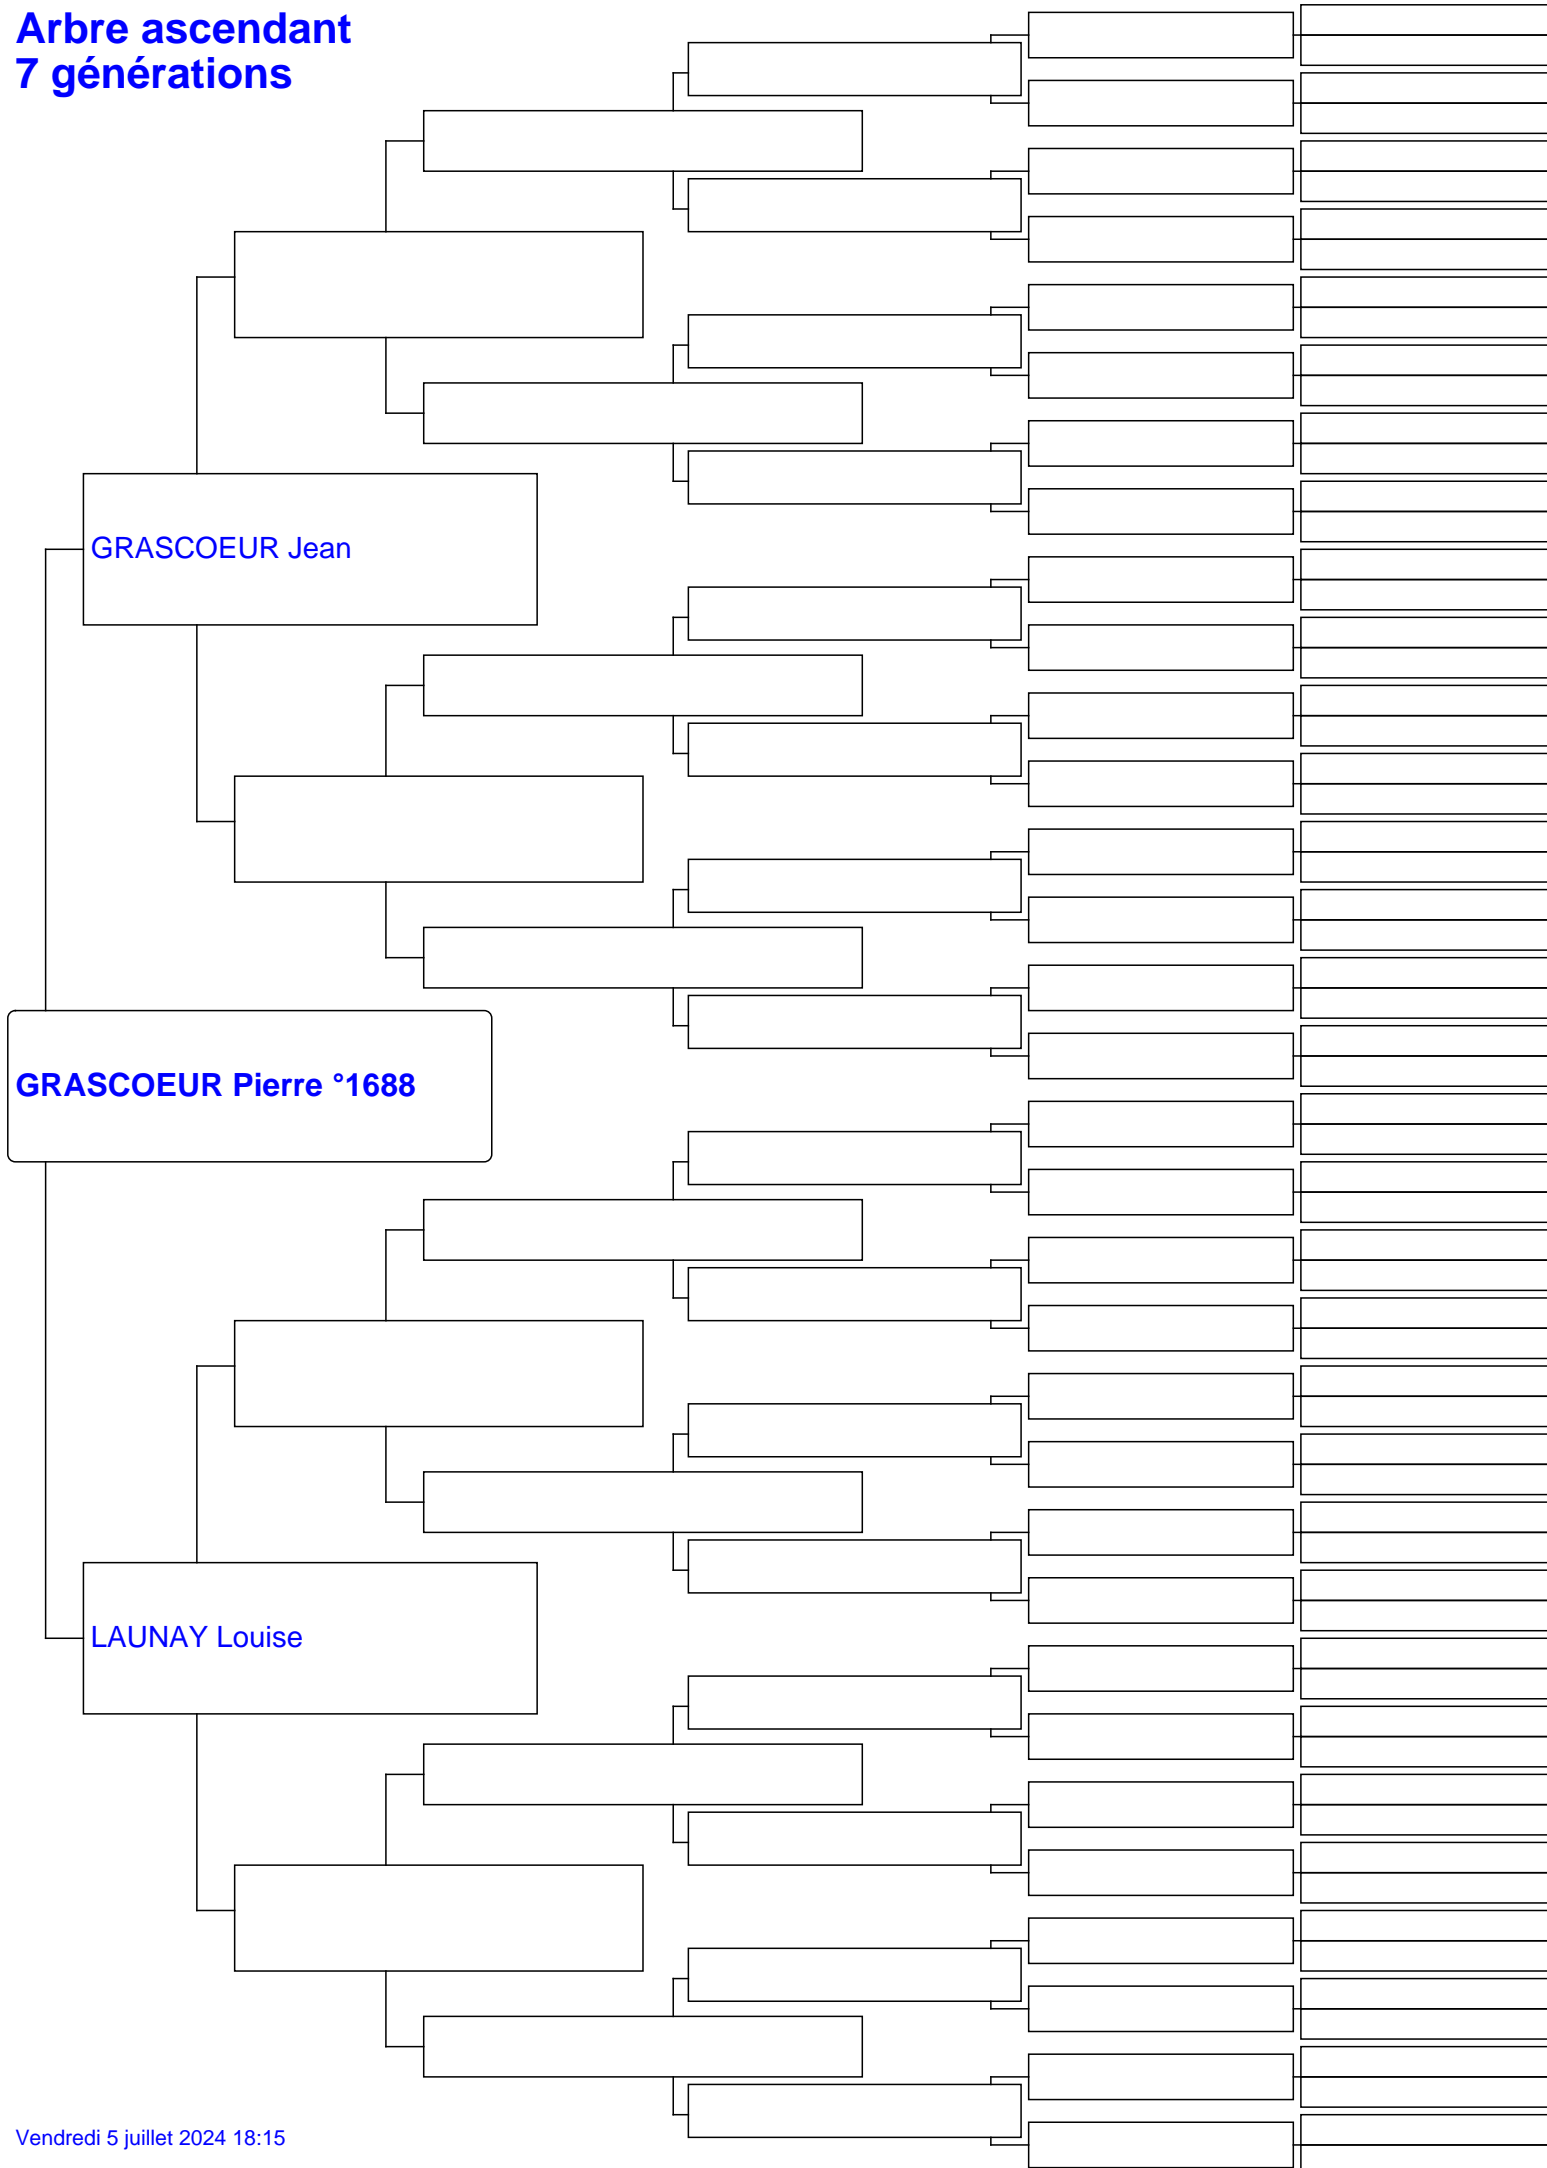 Arbre ascendant
7 générations
GRASCOEUR Jean
GRASCOEUR Pierre °1688
LAUNAY Louise
Vendredi 5 juillet 2024 18:15